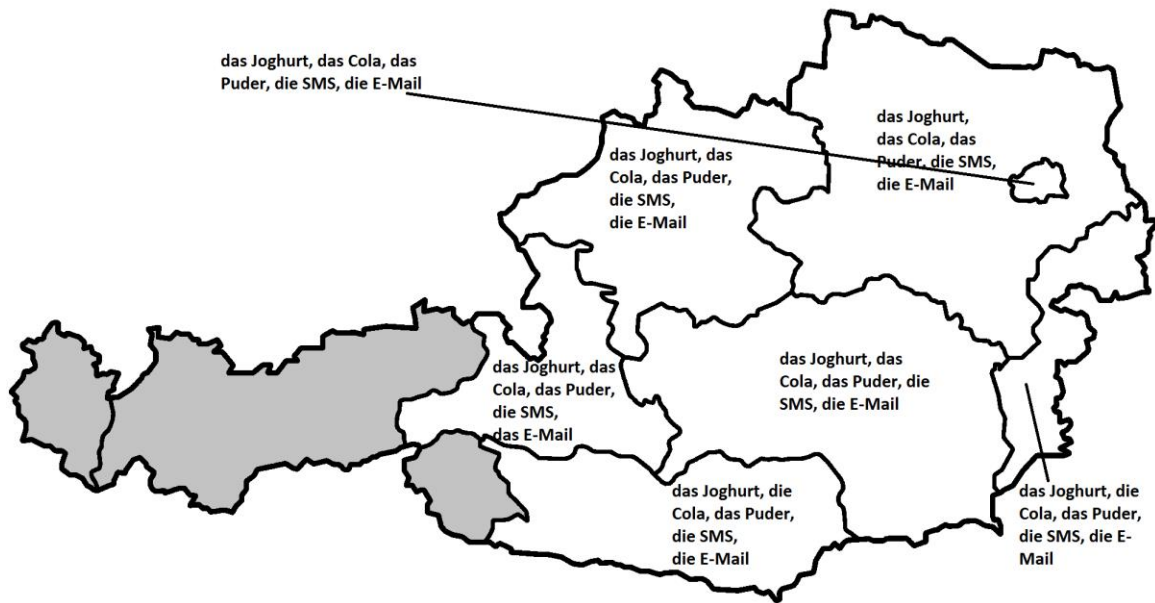 das Joghurt, das Cola, das
Puder, die SMS, die E-Mail
das Joghurt,
das Cola, das
Puder, die SMS,
die E-Mail
das Joghurt, das
Cola, das Puder,
die SMS,
die E-Mail
das Joghurt, das
Cola, das Puder, die
SMS, die E-Mail
das Joghurt, das
Cola, das Puder,
die SMS,
das E-Mail
das Joghurt, die
Cola, das Puder,
die SMS,
die E-Mail
das Joghurt, die
Cola, das Puder,
die SMS, die E-
Mail